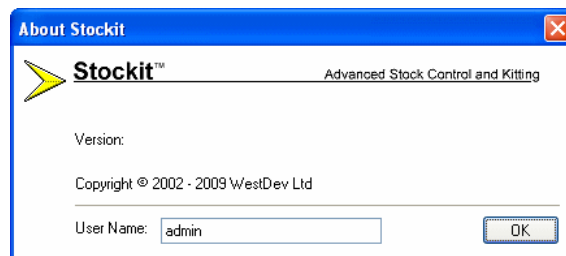 About Stockit
Stockit™ Advanced Stock Control and Kitting
Version:
Copyright © 2002 - 2009 WestDev Ltd
User Name: admin OK